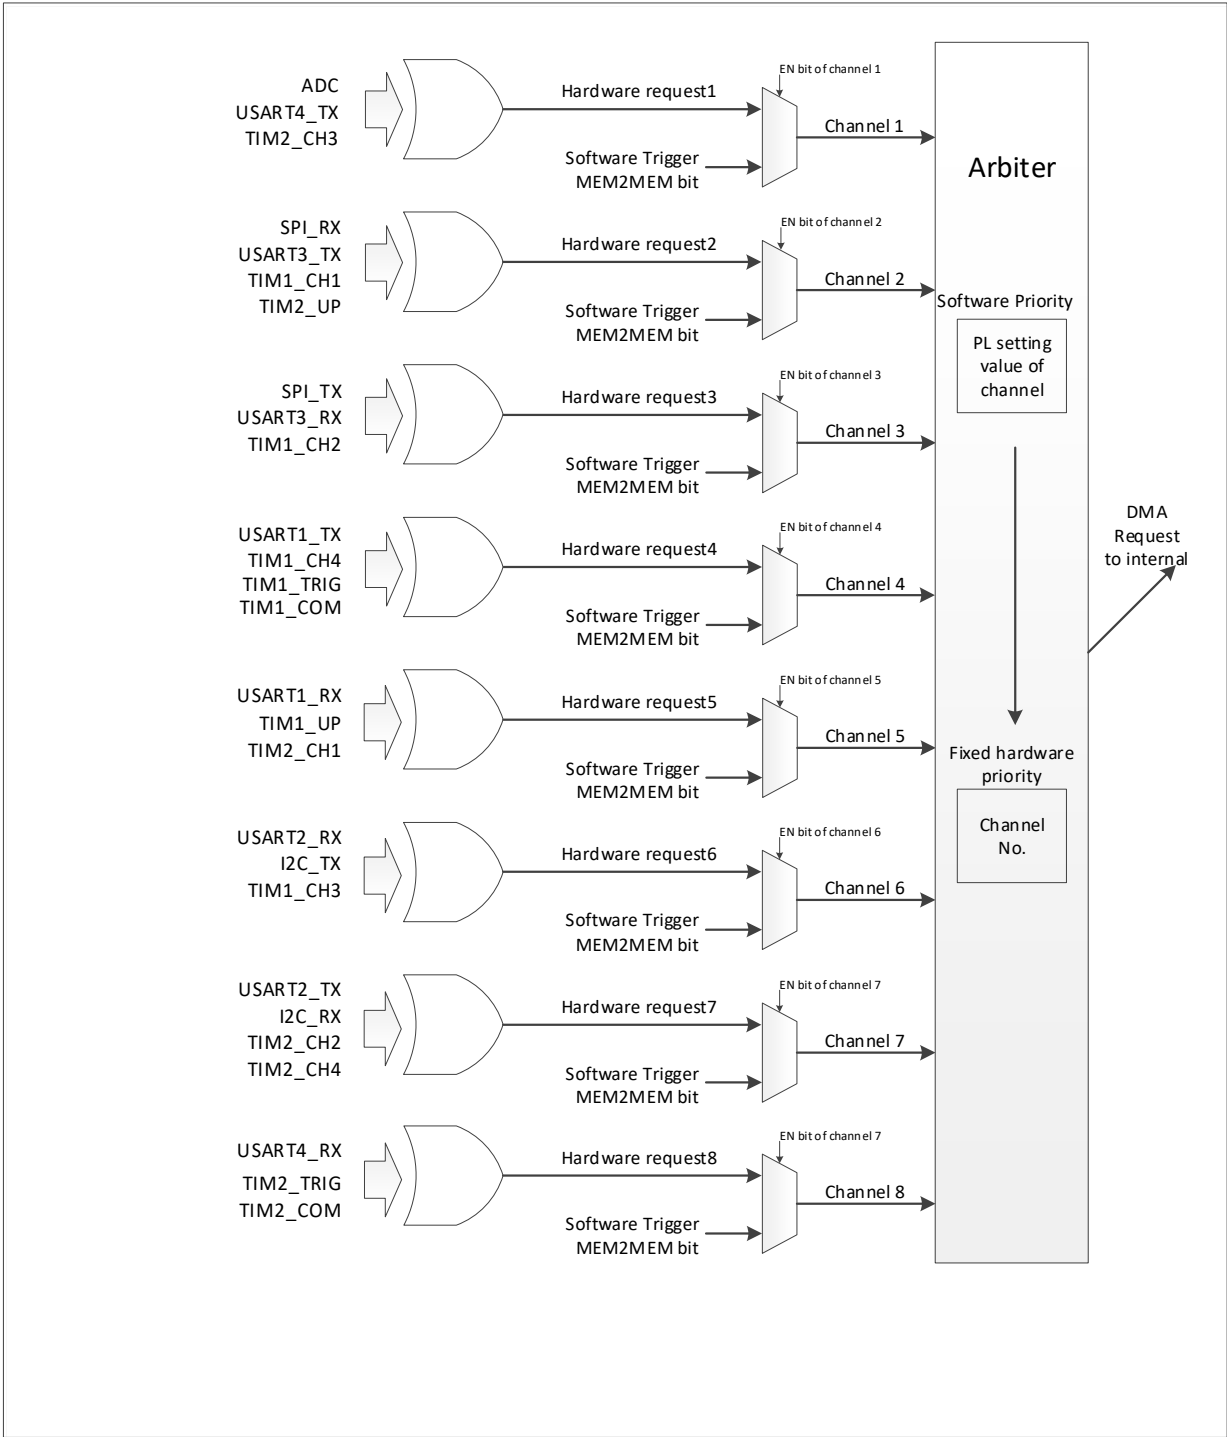 ADC
USART4_TX
TIM2_CH3
Hardware request1
EN bit of channel 1
Software Trigger
MEM2MEM bit
Channel 1
Arbiter
SPI_RX
USART3_TX
TIM1_CH1
TIM2_UP
Hardware request2
EN bit of channel 2
Software Trigger
MEM2MEM bit
Channel 2
Software Priority
PL setting
value of
channel
SPI_TX
USART3_RX
TIM1_CH2
Hardware request3
EN bit of channel 3
Software Trigger
MEM2MEM bit
Channel 3
USART1_TX
TIM1_CH4
TIM1_TRIG
TIM1_COM
Hardware request4
EN bit of channel 4
Software Trigger
MEM2MEM bit
Channel 4
DMA
Request
to internal
USART1_RX
TIM1_UP
TIM2_CH1
Hardware request5
EN bit of channel 5
Software Trigger
MEM2MEM bit
Channel 5
Fixed hardware
priority
Channel
No.
USART2_RX
I2C_TX
TIM1_CH3
Hardware request6
EN bit of channel 6
Software Trigger
MEM2MEM bit
Channel 6
USART2_TX
I2C_RX
TIM2_CH2
TIM2_CH4
Hardware request7
EN bit of channel 7
Software Trigger
MEM2MEM bit
Channel 7
USART4_RX
TIM2_TRIG
TIM2_COM
Hardware request8
EN bit of channel 7
Software Trigger
MEM2MEM bit
Channel 8